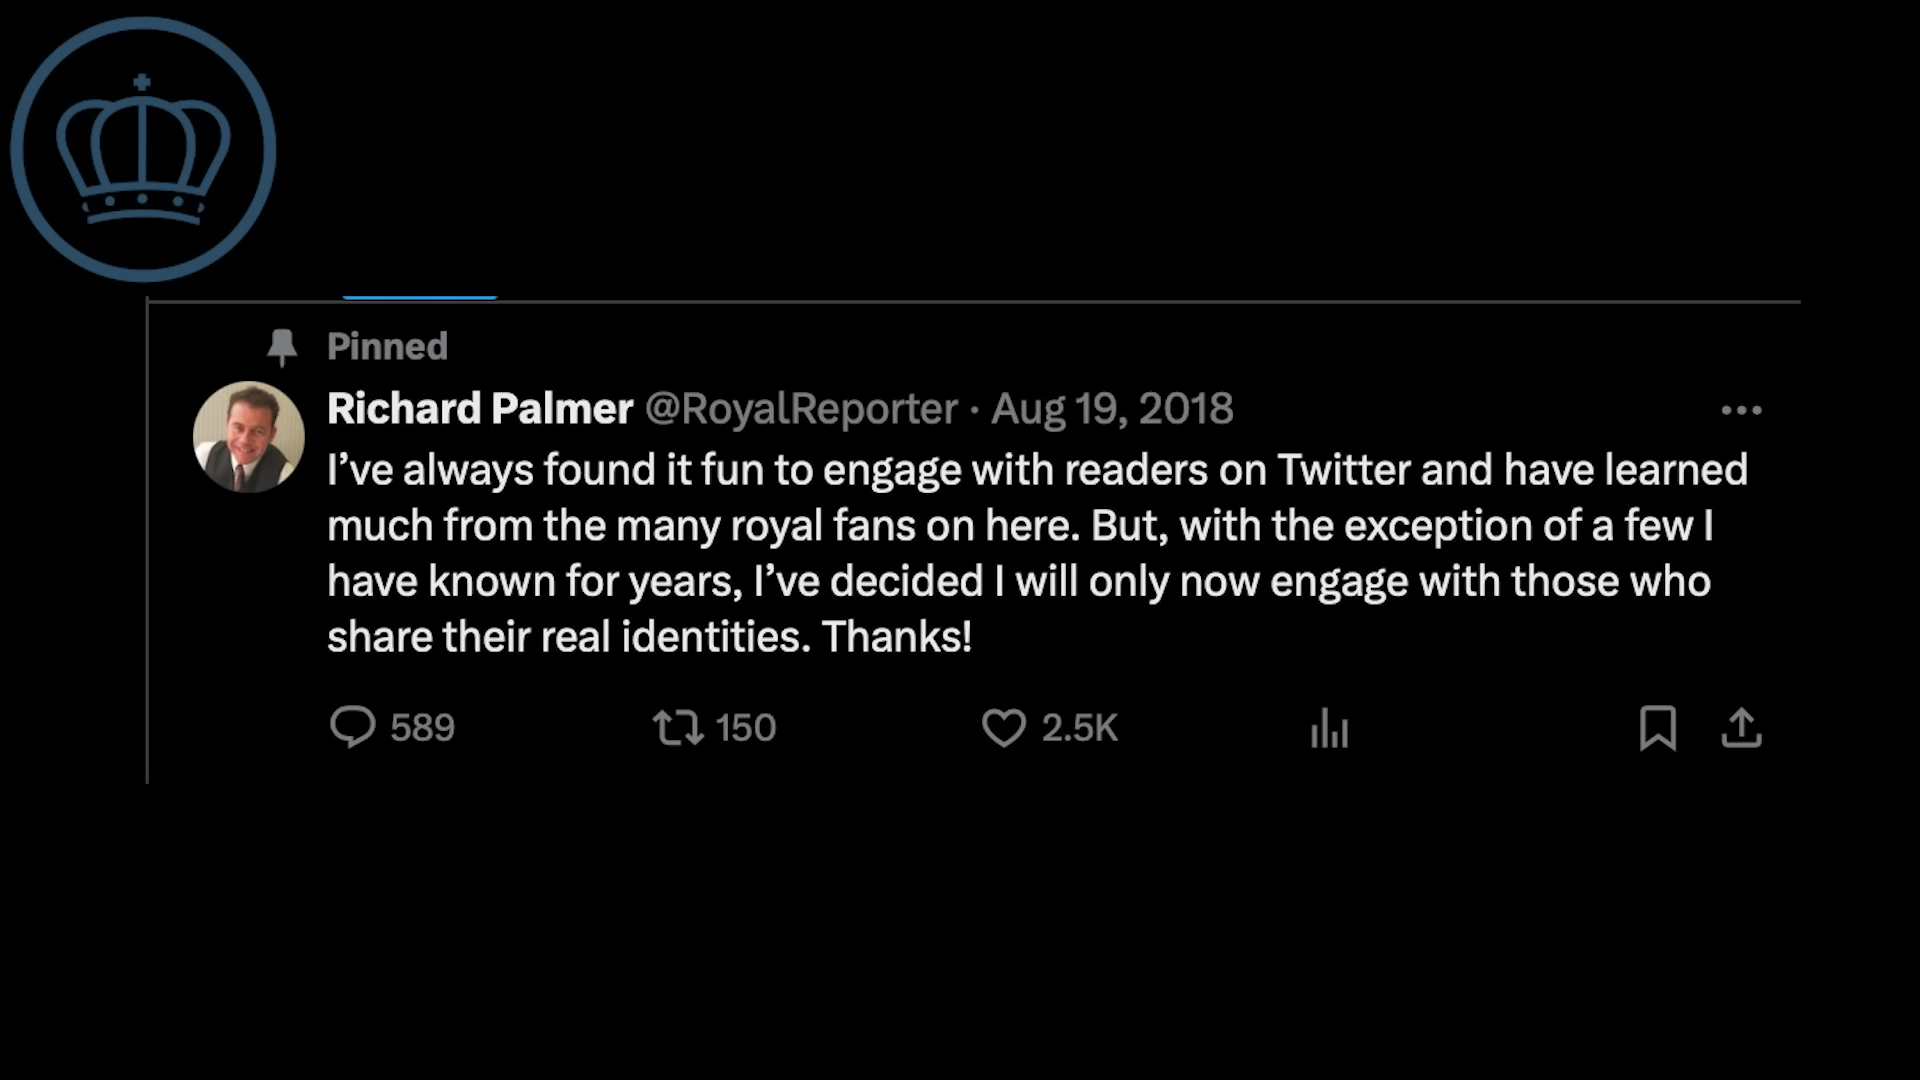 Pinned
Richard Palmer @RoyalReporter · Aug 19, 2018
I’ve always found it fun to engage with readers on Twitter and have learned
much from the many royal fans on here. But, with the exception of a few I
have known for years, I’ve decided I will only now engage with those who
share their real identities. Thanks!
589 150 2.5K